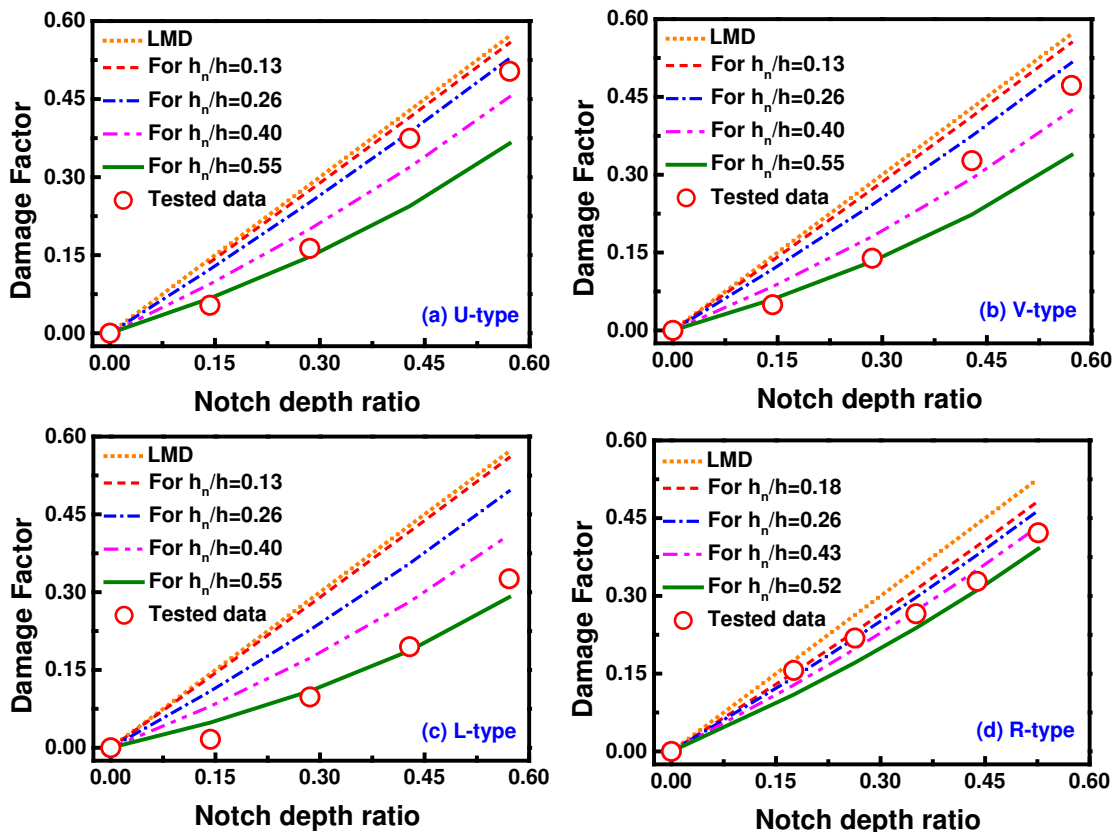 0.60
0.45
0.30
0.15
0.00
Damage Factor
LMD
For hn/h=0.13
For hn/h=0.26
For hn/h=0.40
For hn/h=0.55
Tested data
(a) U-type
0.00 0.15 0.30 0.45 0.60
Notch depth ratio
0.60
0.45
0.30
0.15
0.00
Damage Factor
LMD
For hn/h=0.13
For hn/h=0.26
For hn/h=0.40
For hn/h=0.55
Tested data
(b) V-type
0.00 0.15 0.30 0.45 0.60
Notch depth ratio
0.60
0.45
0.30
0.15
0.00
Damage Factor
LMD
For hn/h=0.13
For hn/h=0.26
For hn/h=0.40
For hn/h=0.55
Tested data
(c) L-type
0.00 0.15 0.30 0.45 0.60
Notch depth ratio
0.60
0.45
0.30
0.15
0.00
Damage Factor
LMD
For hn/h=0.18
For hn/h=0.26
For hn/h=0.43
For hn/h=0.52
Tested data
(d) R-type
0.00 0.15 0.30 0.45 0.60
Notch depth ratio